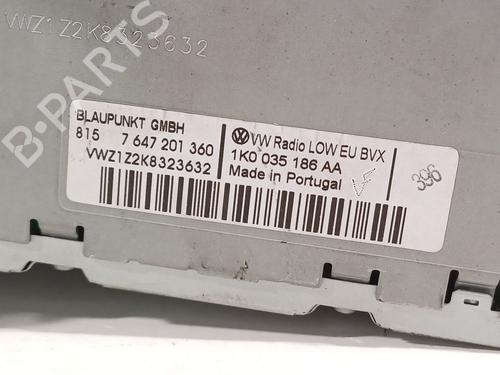 VWZ1Z2K8323632
BLAUPUNKT GMBH
815 7 647 201 360
VWZ1Z2K8323632
VW Radio LOW EU BVX
1K0 035 186 AA
Made in Portugal
396